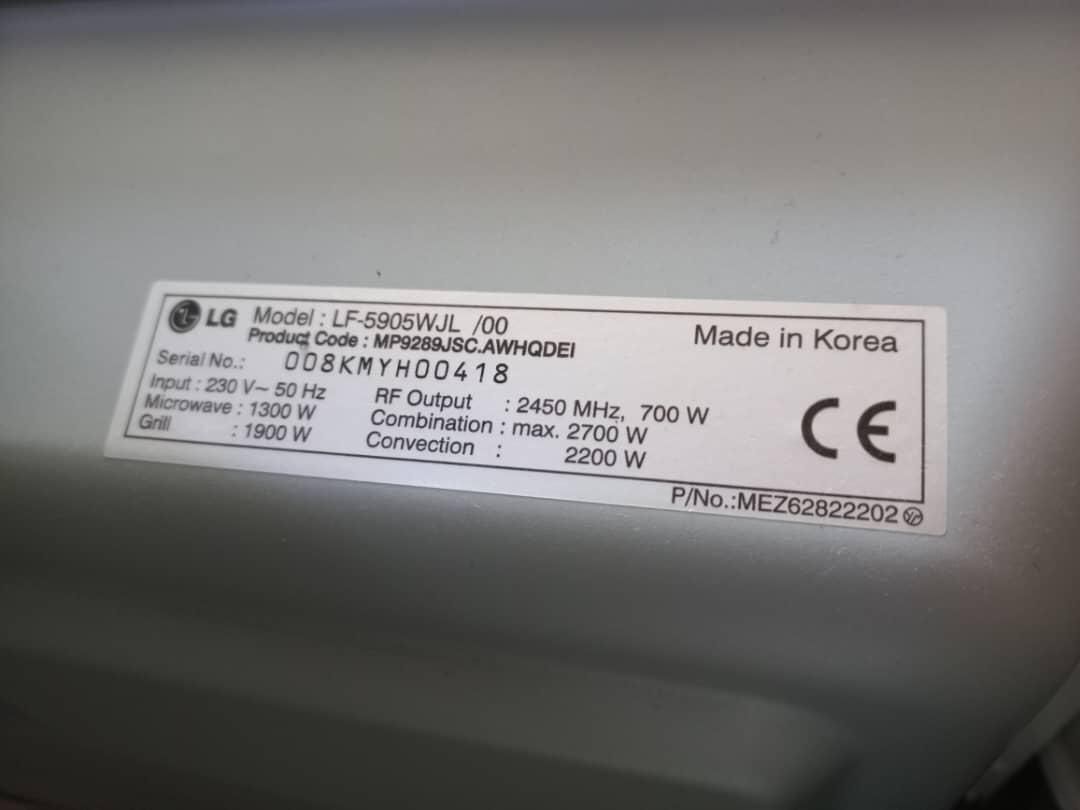 LG Model : LF-5905WJL /00
Product Code : MP9289JSC.AWHQDEI
Made in Korea
Serial No.: 008KMYH00418
Input : 230 V~ 50 Hz
Microwave : 1300 W
Grill : 1900 W
RF Output : 2450 MHz, 700 W
Combination : max. 2700 W
Convection : 2200 W
CE
P/No.:MEZ62822202